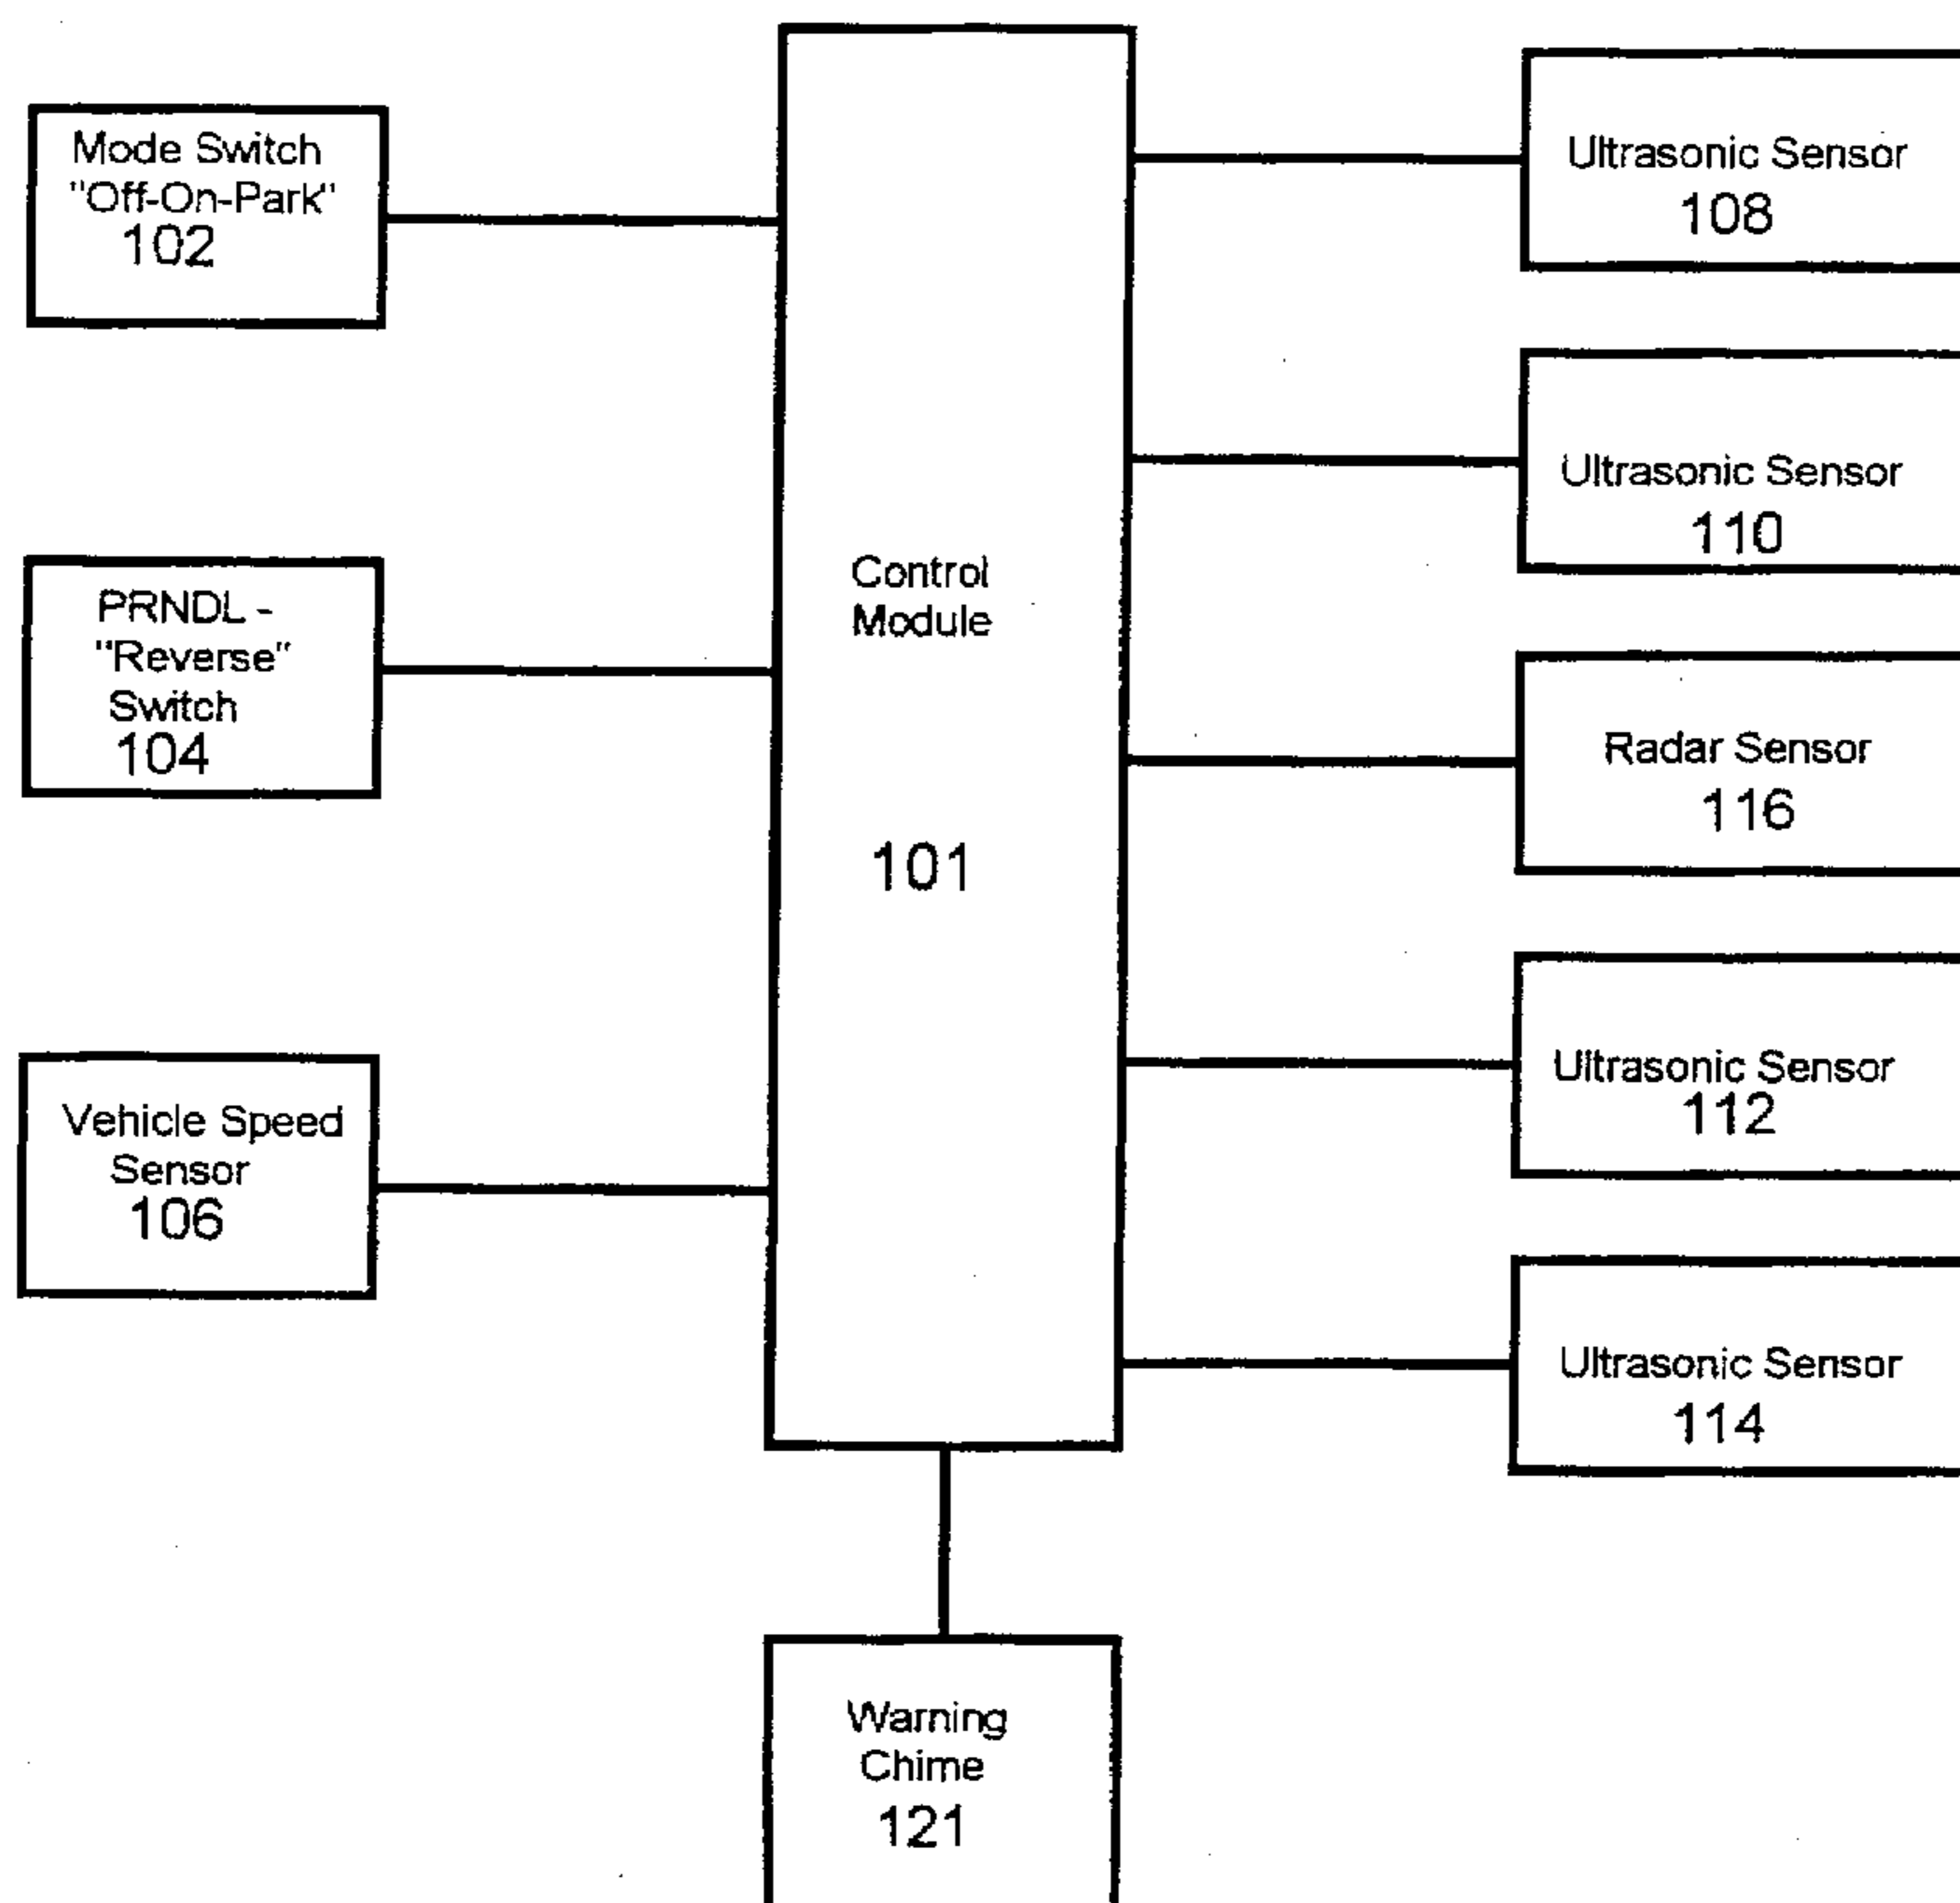 Mode Switch
"Off-On-Park"
102
PRNDL -
"Reverse"
Switch
104
Vehicle Speed
Sensor
106
Control
Module
101
Ultrasonic Sensor
108
Ultrasonic Sensor
110
Radar Sensor
116
Ultrasonic Sensor
112
Ultrasonic Sensor
114
Warning
Chime
121